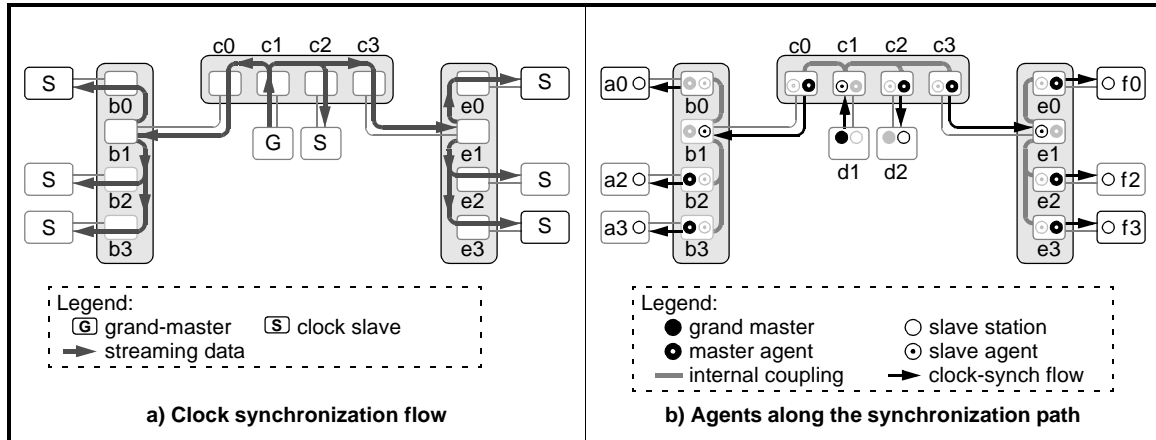 c0 c1 c2 c3
S
b0
b1
S
b2
S
b3
G
S
e0
S
e1
S
e2
S
e3
Legend:
G grand-master
S clock slave
streaming data
a) Clock synchronization flow
c0 c1 c2 c3
a0
b0
b1
a2
b2
a3
b3
d1
d2
e0
f0
e1
e2
f2
e3
f3
Legend:
grand master
slave station
master agent
slave agent
internal coupling
clock-synch flow
b) Agents along the synchronization path